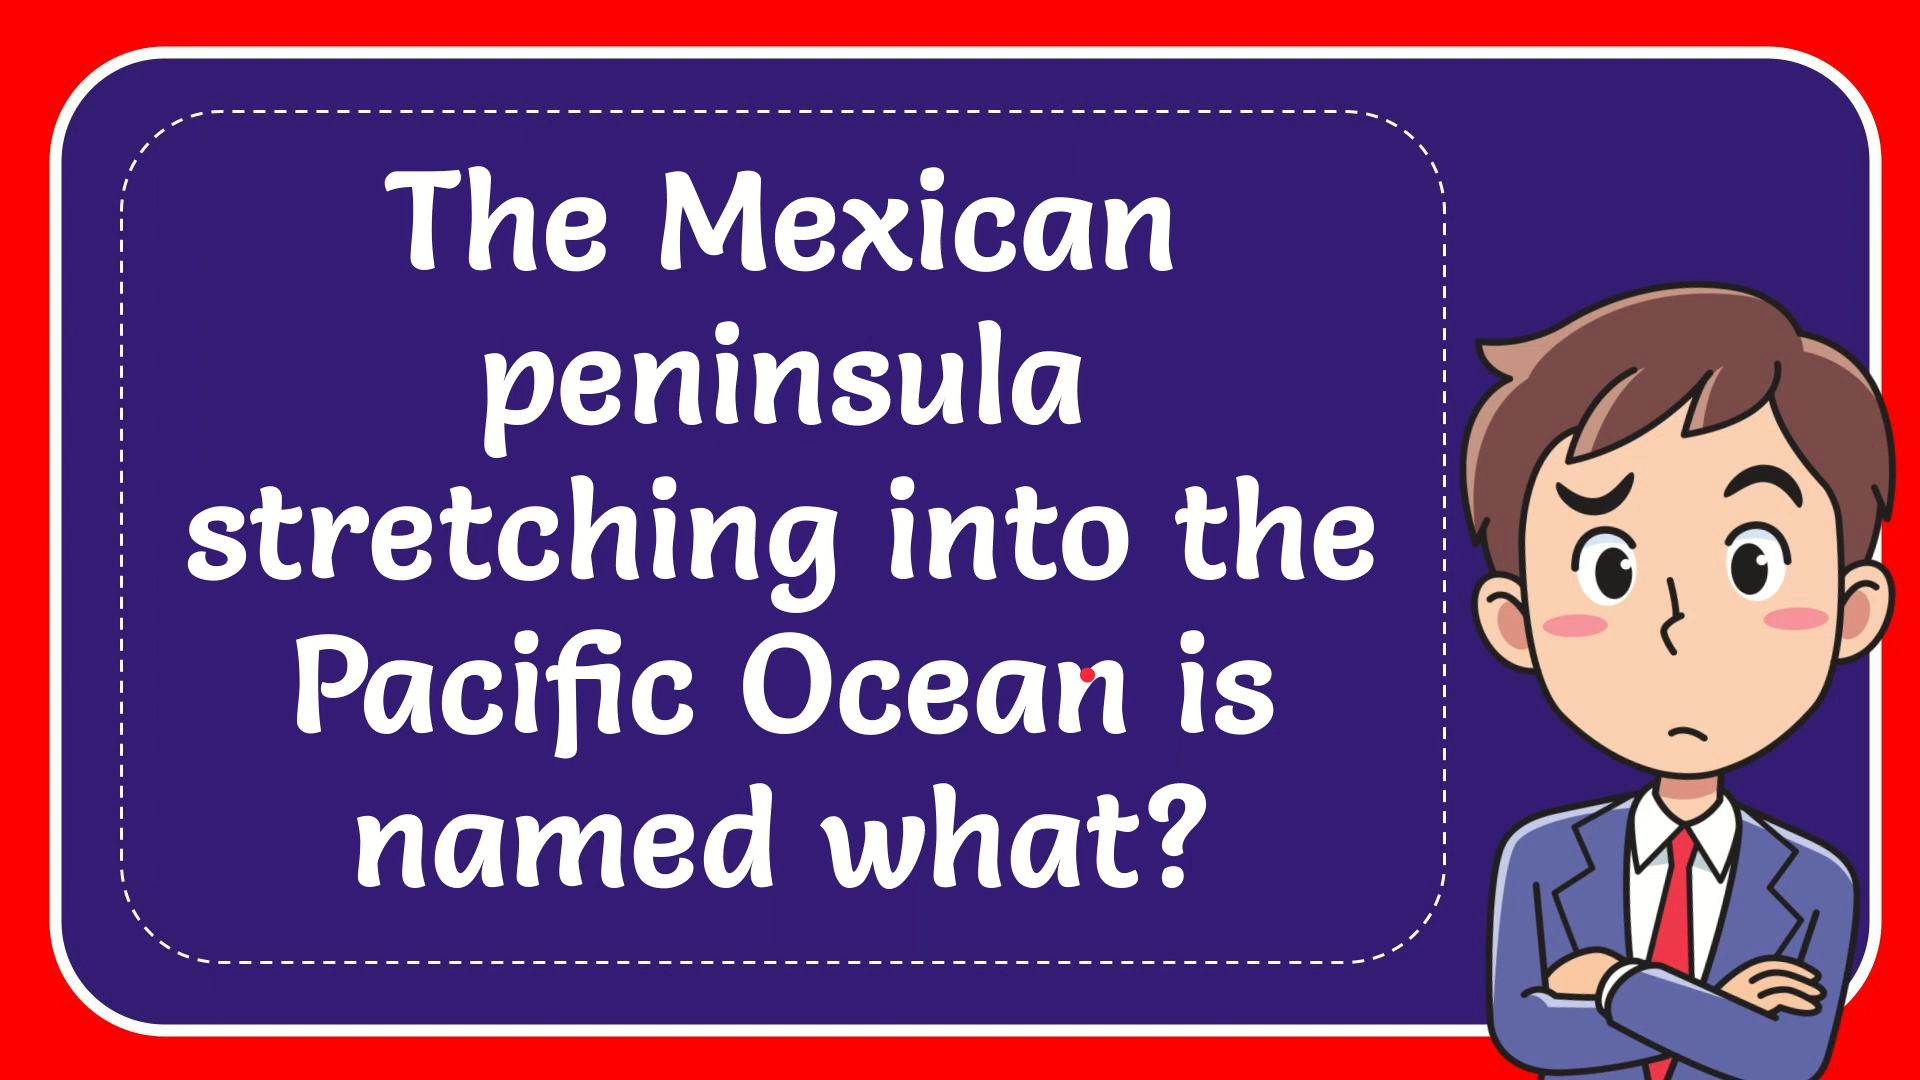 The Mexican
peninsula
stretching into the
Pacific Ocean is
named what?